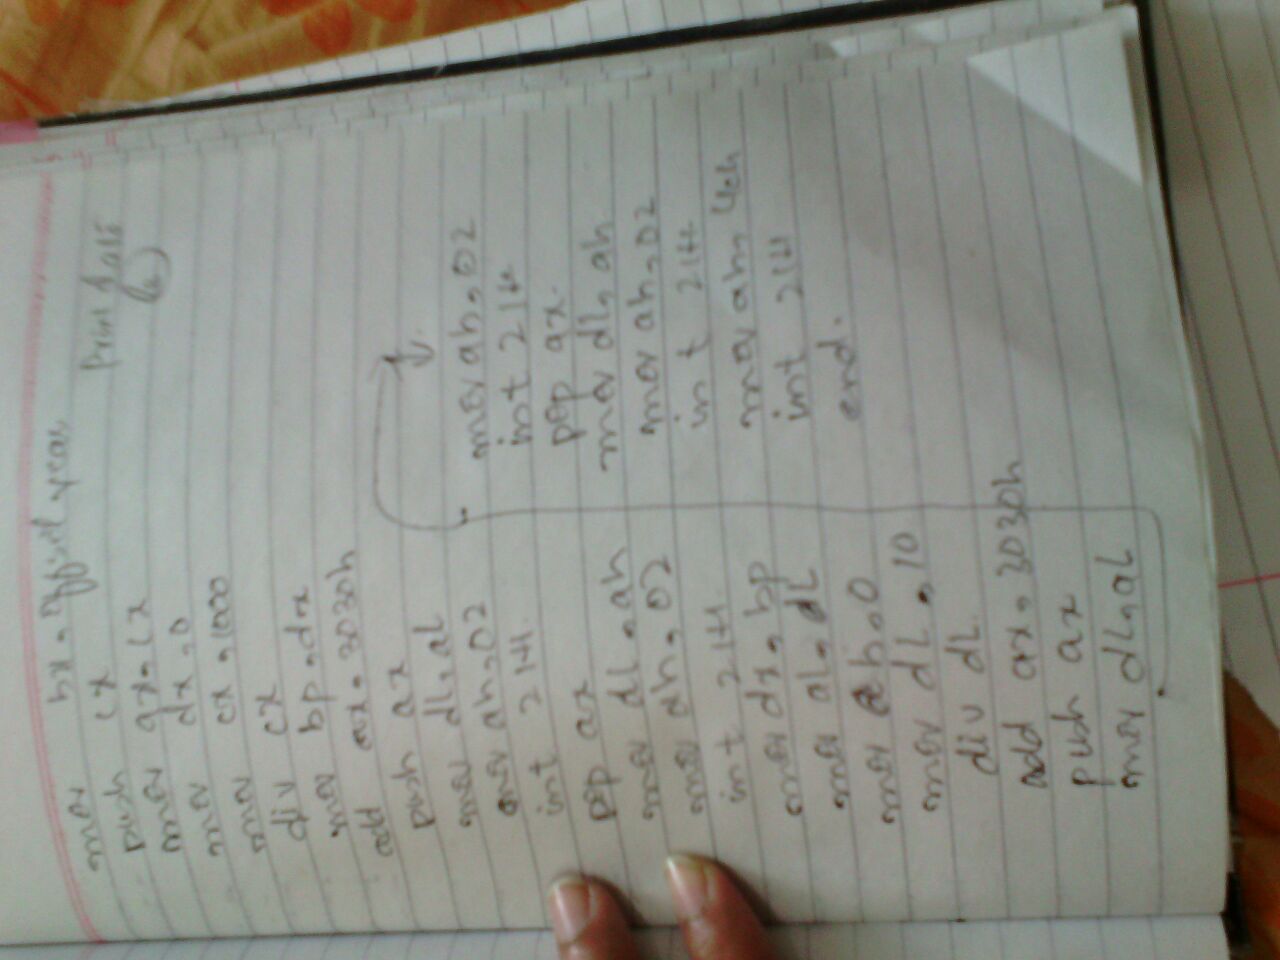 Print date
(2)
mov bx, offset year
push cx
mov ax, cx
mov dx, 0
mov cx, 1000
div cx
mov bp, dx
add ax, 3030h
push ax
mov dl, al
mov ah, 02
int 21H
pop ax
mov dl, ah
mov ah, 02
int 21H
mov dx, bp
mov al, dL
mov ah, 0
mov dL, 10
div dL
add ax, 3030h
push ax
mov dL, aL
mov ah, 02
int 21H
pop ax
mov dl, ah
mov ah, 02
int 21H
mov ah, 4ch
int 21H
end.